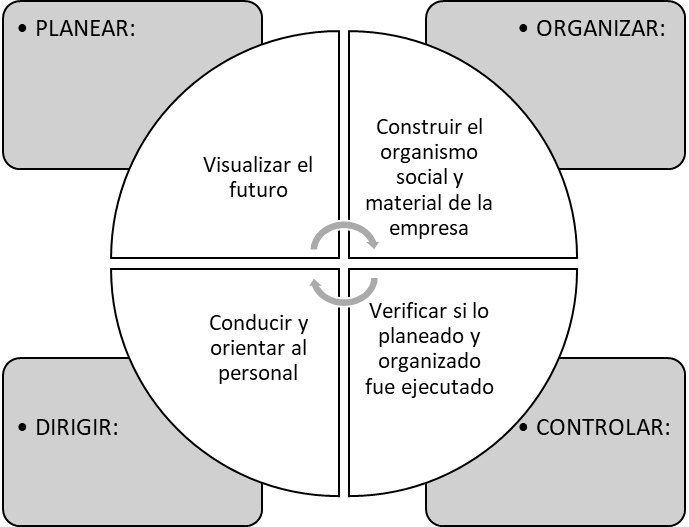 • PLANEAR:
• ORGANIZAR:
Visualizar el
futuro
Construir el
organismo
social y
material de la
empresa
Conducir y
orientar al
personal
Verificar si lo
planeado y
organizado
fue ejecutado
• DIRIGIR:
• CONTROLAR: